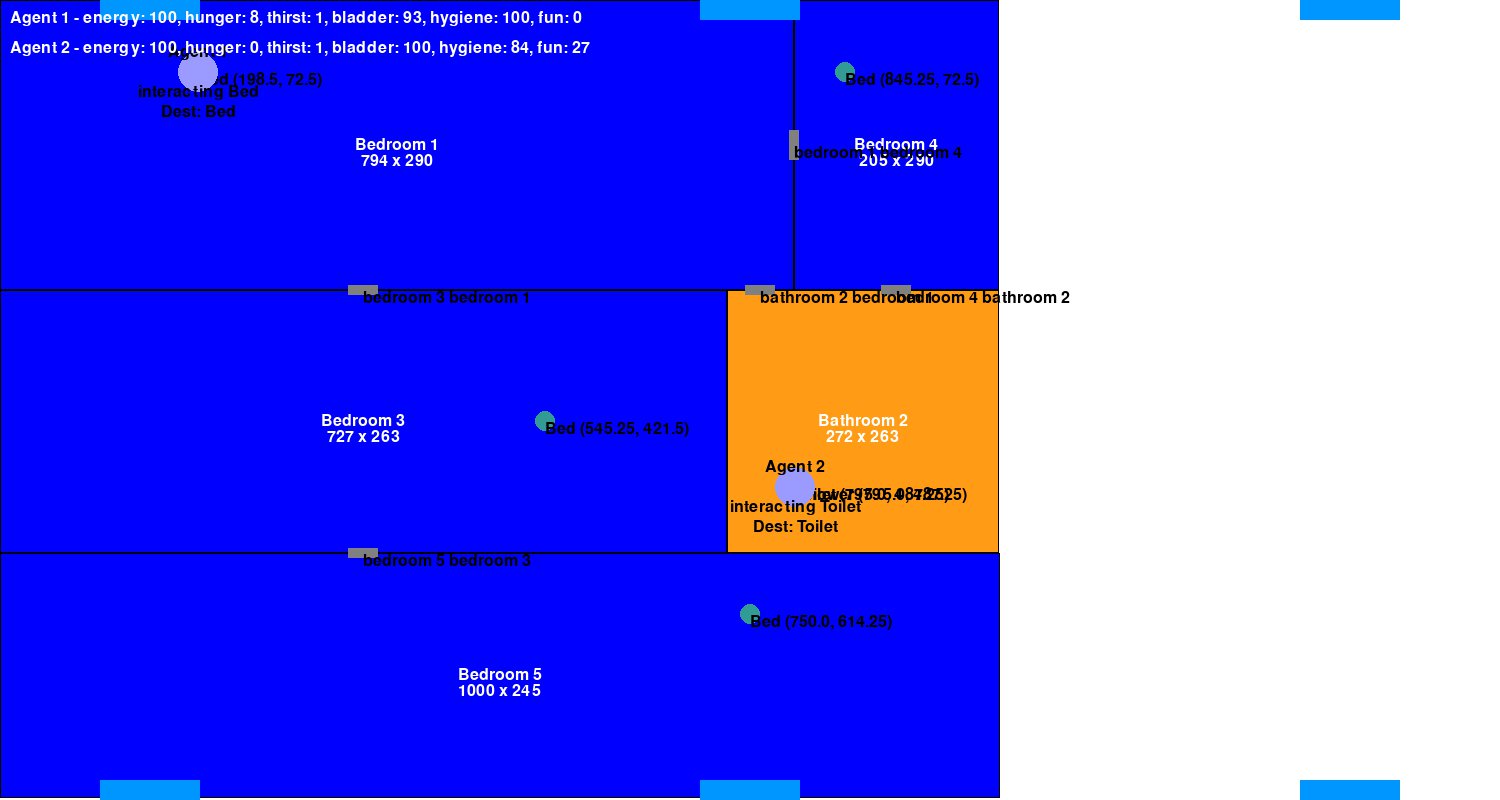 Agent 1 - energy: 100, hunger: 8, thirst: 1, bladder: 93, hygiene: 100, fun: 0
Agent 2 - energy: 100, hunger: 0, thirst: 1, bladder: 100, hygiene: 84, fun: 27
(198.5, 72.5)
interacting Bed
Dest: Bed
Bed (845.25, 72.5)
Bedroom 1
794 x 290
Bedroom 4
205 x 290
bedroom 1 bedroom 4
bedroom 3 bedroom 1
bathroom 2 bedroom 1
bedroom 4 bathroom 2
Bedroom 3
727 x 263
Bed (545.25, 421.5)
Bathroom 2
272 x 263
Agent 2
interacting Toilet
Dest: Toilet
bedroom 5 bedroom 3
Bed (750.0, 614.25)
Bedroom 5
1000 x 245